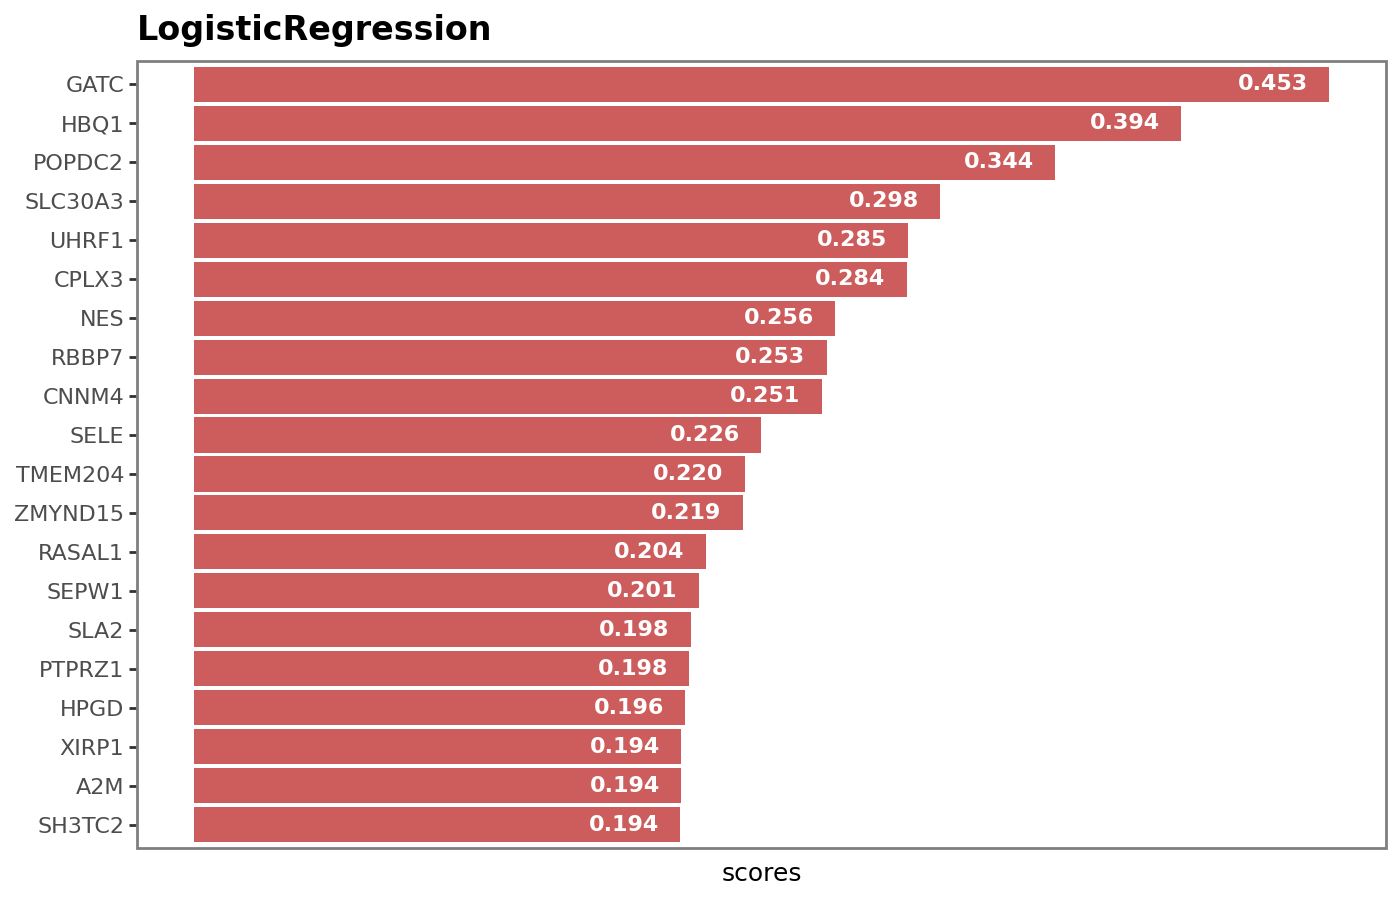 LogisticRegression
GATC 0.453
HBQ1 0.394
POPDC2 0.344
SLC30A3 0.298
UHRF1 0.285
CPLX3 0.284
NES 0.256
RBBP7 0.253
CNNM4 0.251
SELE 0.226
TMEM204 0.220
ZMYND15 0.219
RASAL1 0.204
SEPW1 0.201
SLA2 0.198
PTPRZ1 0.198
HPGD 0.196
XIRP1 0.194
A2M 0.194
SH3TC2 0.194
scores